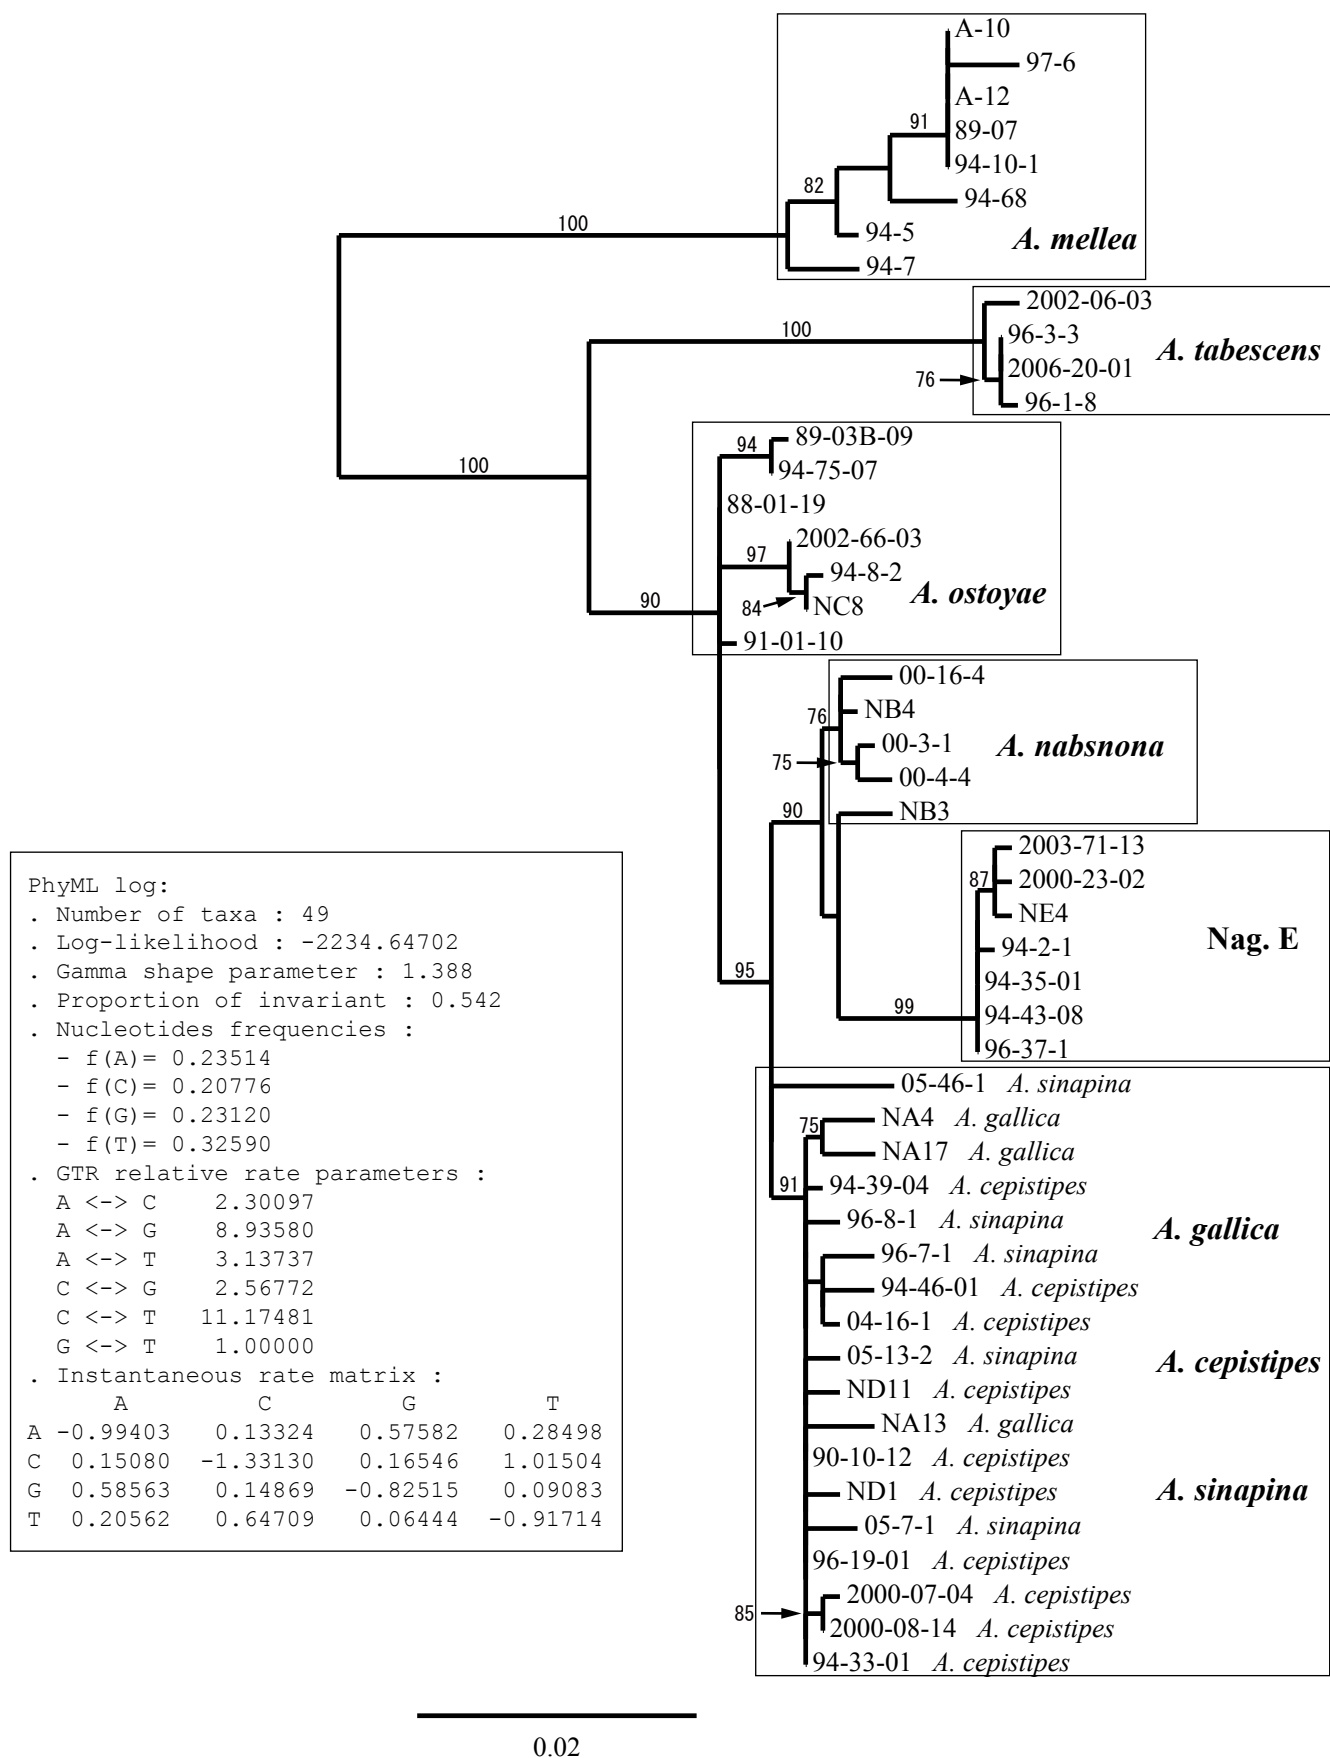 A-10
97-6
A-12
91
89-07
94-10-1
82
94-68
100
94-5
A. mellea
94-7
2002-06-03
100
96-3-3
A. tabescens
2006-20-01
76
96-1-8
89-03B-09
94
100
94-75-07
88-01-19
2002-66-03
97
94-8-2
A. ostoyae
90
84
NC8
91-01-10
00-16-4
76
NB4
00-3-1
A. nabsnona
75
00-4-4
90
NB3
2003-71-13
87
2000-23-02
NE4
Nag. E
94-2-1
95
94-35-01
99
94-43-08
96-37-1
05-46-1 A. sinapina
75
NA4 A. gallica
NA17 A. gallica
91
94-39-04 A. cepistipes
96-8-1 A. sinapina
A. gallica
96-7-1 A. sinapina
94-46-01 A. cepistipes
04-16-1 A. cepistipes
05-13-2 A. sinapina
A. cepistipes
ND11 A. cepistipes
NA13 A. gallica
90-10-12 A. cepistipes
ND1 A. cepistipes
A. sinapina
05-7-1 A. sinapina
96-19-01 A. cepistipes
2000-07-04 A. cepistipes
85
2000-08-14 A. cepistipes
94-33-01 A. cepistipes
PhyML log:
. Number of taxa : 49
. Log-likelihood : -2234.64702
. Gamma shape parameter : 1.388
. Proportion of invariant : 0.542
. Nucleotides frequencies :
- f(A)= 0.23514
- f(C)= 0.20776
- f(G)= 0.23120
- f(T)= 0.32590
. GTR relative rate parameters :
A <-> C 2.30097
A <-> G 8.93580
A <-> T 3.13737
C <-> G 2.56772
C <-> T 11.17481
G <-> T 1.00000
. Instantaneous rate matrix :
A C G T
A -0.99403 0.13324 0.57582 0.28498
C 0.15080 -1.33130 0.16546 1.01504
G 0.58563 0.14869 -0.82515 0.09083
T 0.20562 0.64709 0.06444 -0.91714
0.02